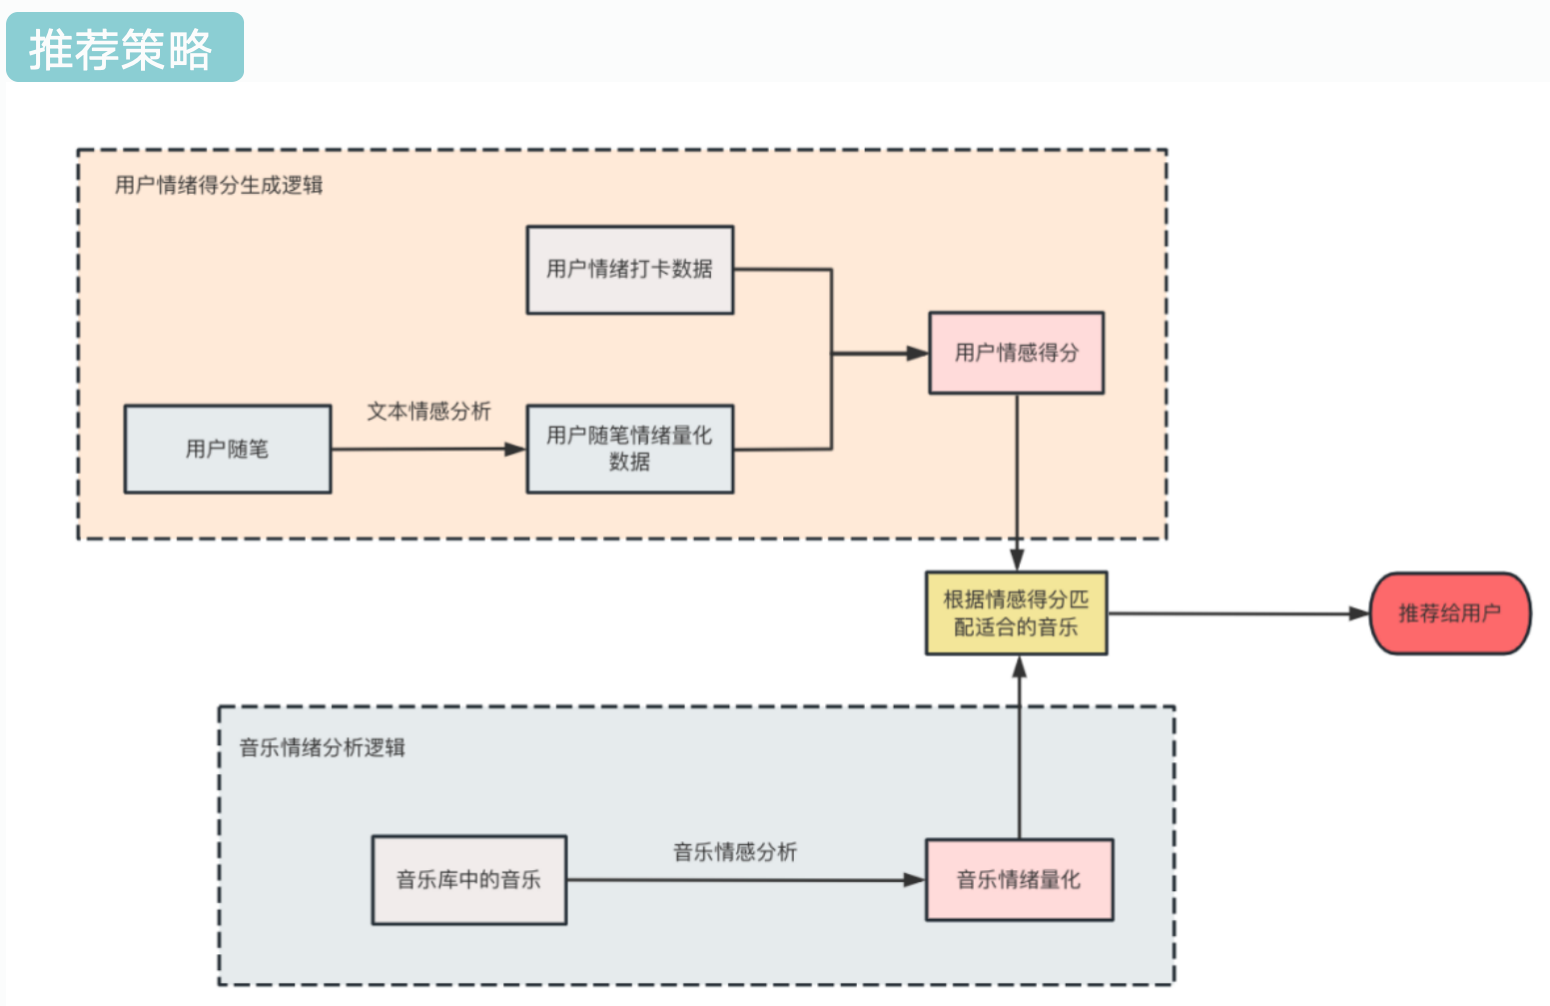 推荐策略
用户情绪得分生成逻辑
用户情绪打卡数据
用户情感得分
文本情感分析
用户随笔
用户随笔情绪量化
数据
根据情感得分匹
配适合的音乐
推荐给用户
音乐情绪分析逻辑
音乐情感分析
音乐库中的音乐
音乐情绪量化